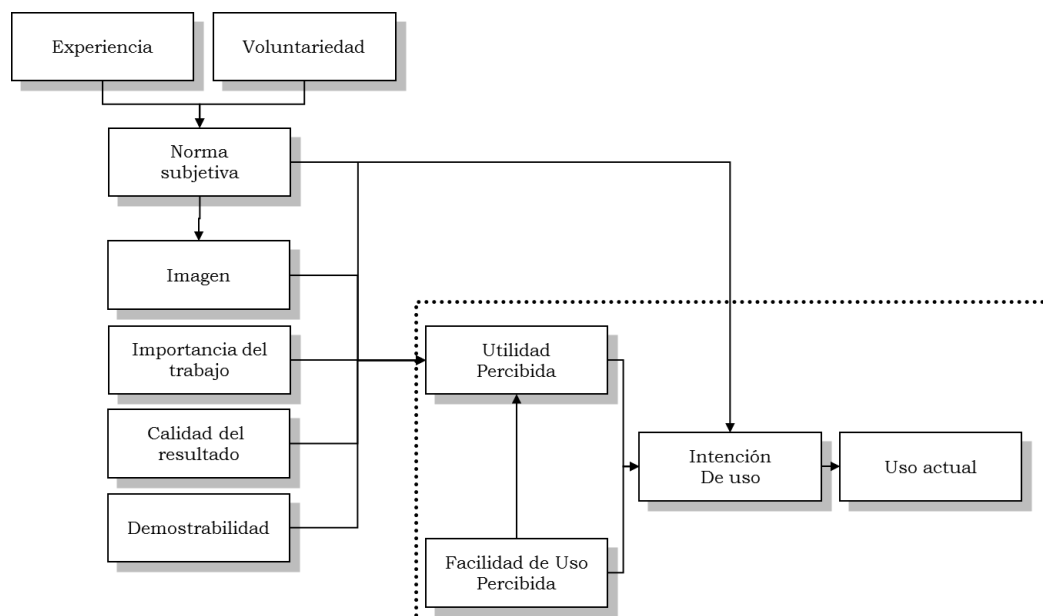 Experiencia
Voluntariedad
Norma
subjetiva
Imagen
Importancia del
trabajo
Utilidad
Percibida
Calidad del
resultado
Intención
De uso
Uso actual
Demostrabilidad
Facilidad de Uso
Percibida